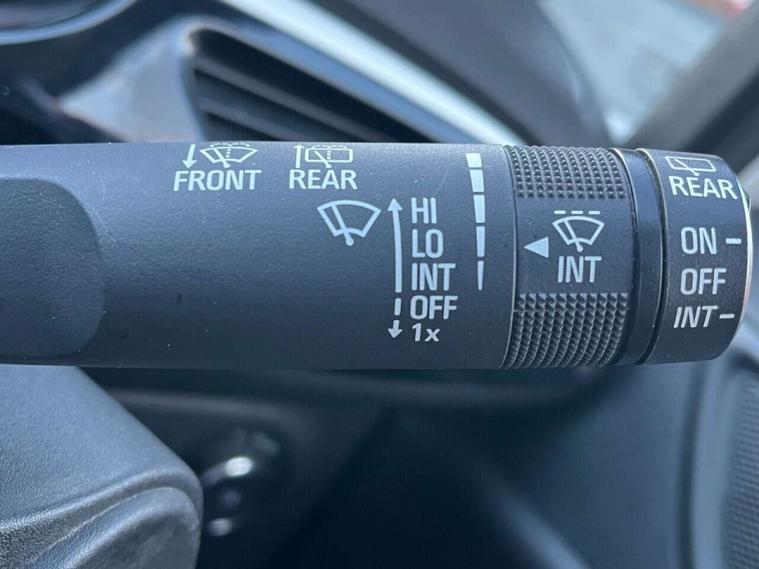 FRONT
REAR
HI
LO
INT
OFF
1x
INT
REAR
ON
OFF
INT